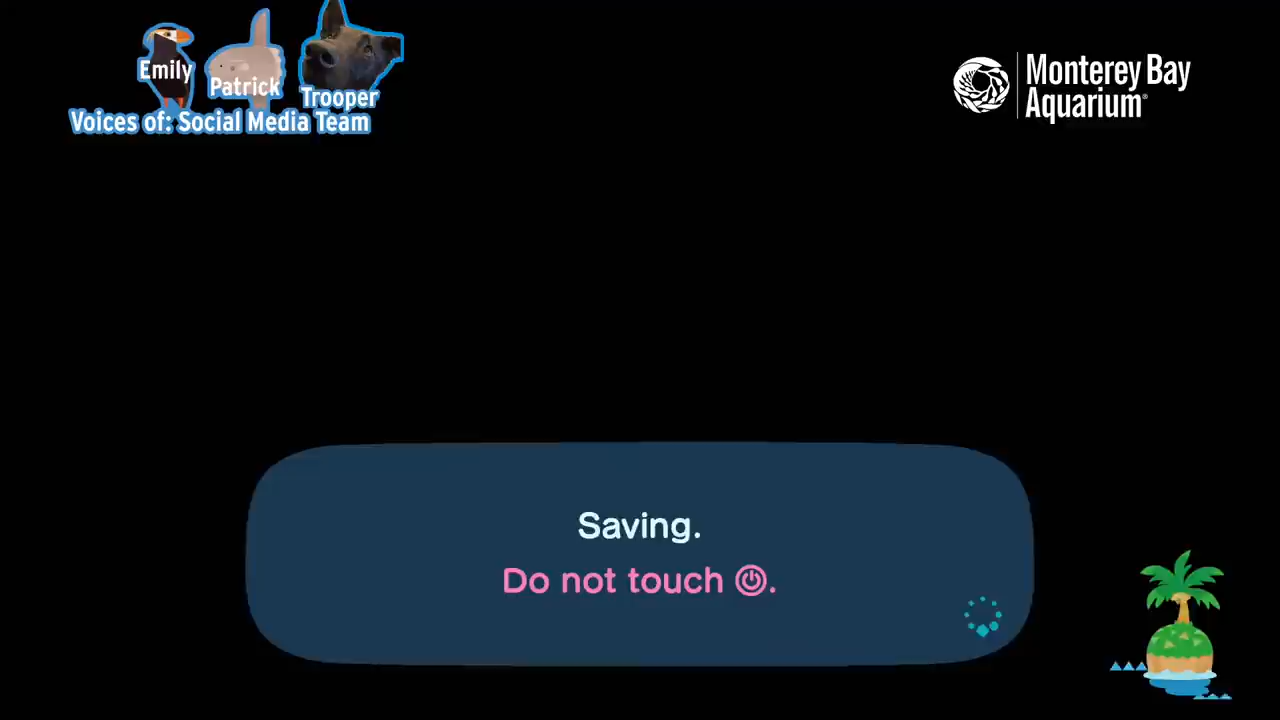 Emily
Patrick
Trooper
Voices of: Social Media Team
Monterey Bay
Aquarium®
Saving.
Do not touch ⏻.